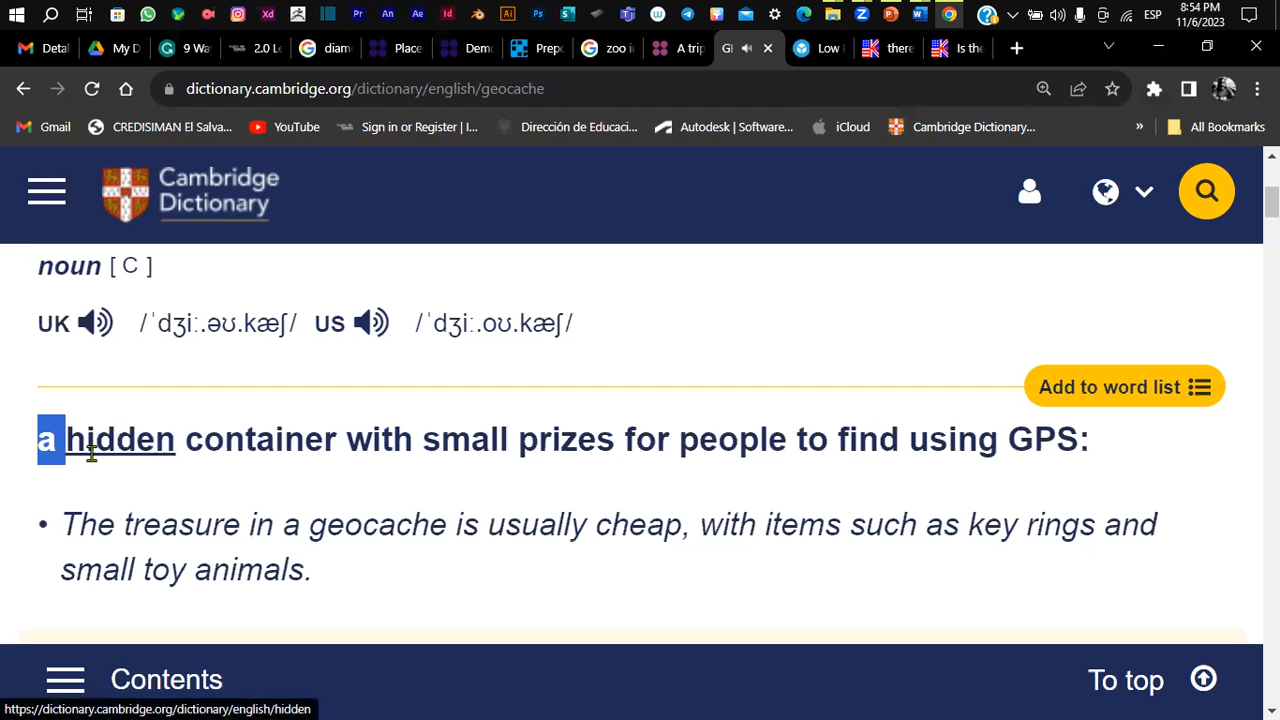 8:54 PM
ESP
11/6/2023
Detal
My D
9 Way
2.0 Le
diam
Place
Demo
Prepo
zoo in
A trip
Gl
Low I
there
Is the
dictionary.cambridge.org/dictionary/english/geocache
Gmail
CREDISIMAN El Salva...
YouTube
Sign in or Register | I...
Dirección de Educaci...
Autodesk | Software...
iCloud
Cambridge Dictionary...
»
All Bookmarks
Cambridge
Dictionary
noun [ C ]
UK /ˈdʒiː.əʊ.kæʃ/ US /ˈdʒiː.oʊ.kæʃ/
Add to word list
a hidden container with small prizes for people to find using GPS:
• The treasure in a geocache is usually cheap, with items such as key rings and
small toy animals.
Contents
To top
https://dictionary.cambridge.org/dictionary/english/hidden